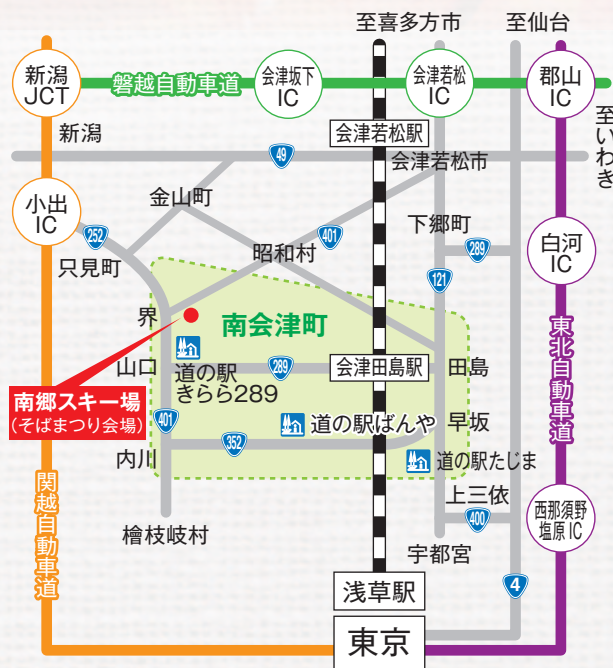 至喜多方市
至仙台
新潟
JCT
磐越自動車道
会津坂下
IC
会津若松
IC
郡山
IC
至いわき
新潟
49
会津若松駅
会津若松市
小出
IC
252
金山町
昭和村
401
下郷町
289
白河
IC
只見町
121
界
南会津町
東北自動車道
山口
道の駅
きらら289
289
会津田島駅
田島
南郷スキー場
(そばまつり会場)
401
352
道の駅ばんや
早坂
内川
道の駅たじま
関越自動車道
上三依
400
西那須野
塩原IC
檜枝岐村
宇都宮
4
浅草駅
東京